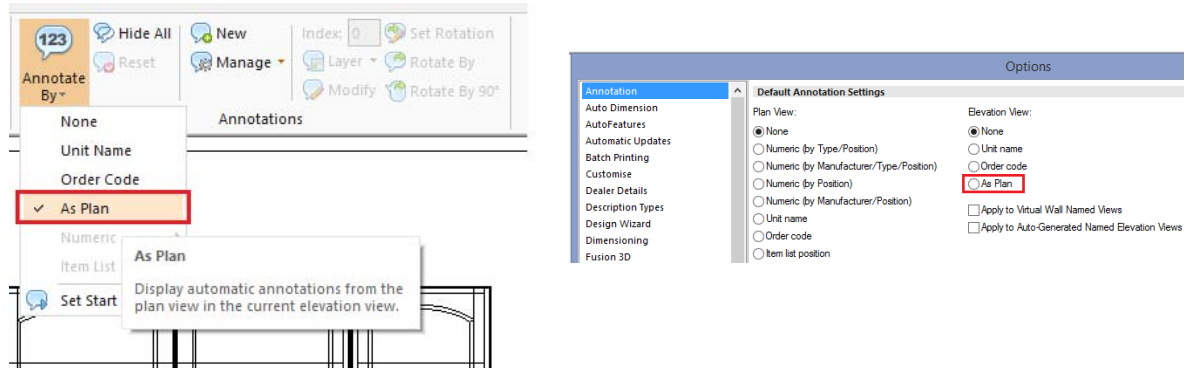 123
Annotate
By
Hide All
Reset
New
Manage
Index: 0
Layer
Modify
Set Rotation
Rotate By
Rotate By 90°
Annotations
None
Unit Name
Order Code
As Plan
Numeric
Item List
Set Start
As Plan
Display automatic annotations from the
plan view in the current elevation view.
Options
Annotation
Auto Dimension
AutoFeatures
Automatic Updates
Batch Printing
Customise
Dealer Details
Description Types
Design Wizard
Dimensioning
Fusion 3D
Default Annotation Settings
Plan View:
None
Numeric (by Type/Position)
Numeric (by Manufacturer/Type/Position)
Numeric (by Position)
Numeric (by Manufacturer/Position)
Unit name
Order code
Item list position
Elevation View:
None
Unit name
Order code
As Plan
Apply to Virtual Wall Named Views
Apply to Auto-Generated Named Elevation Views